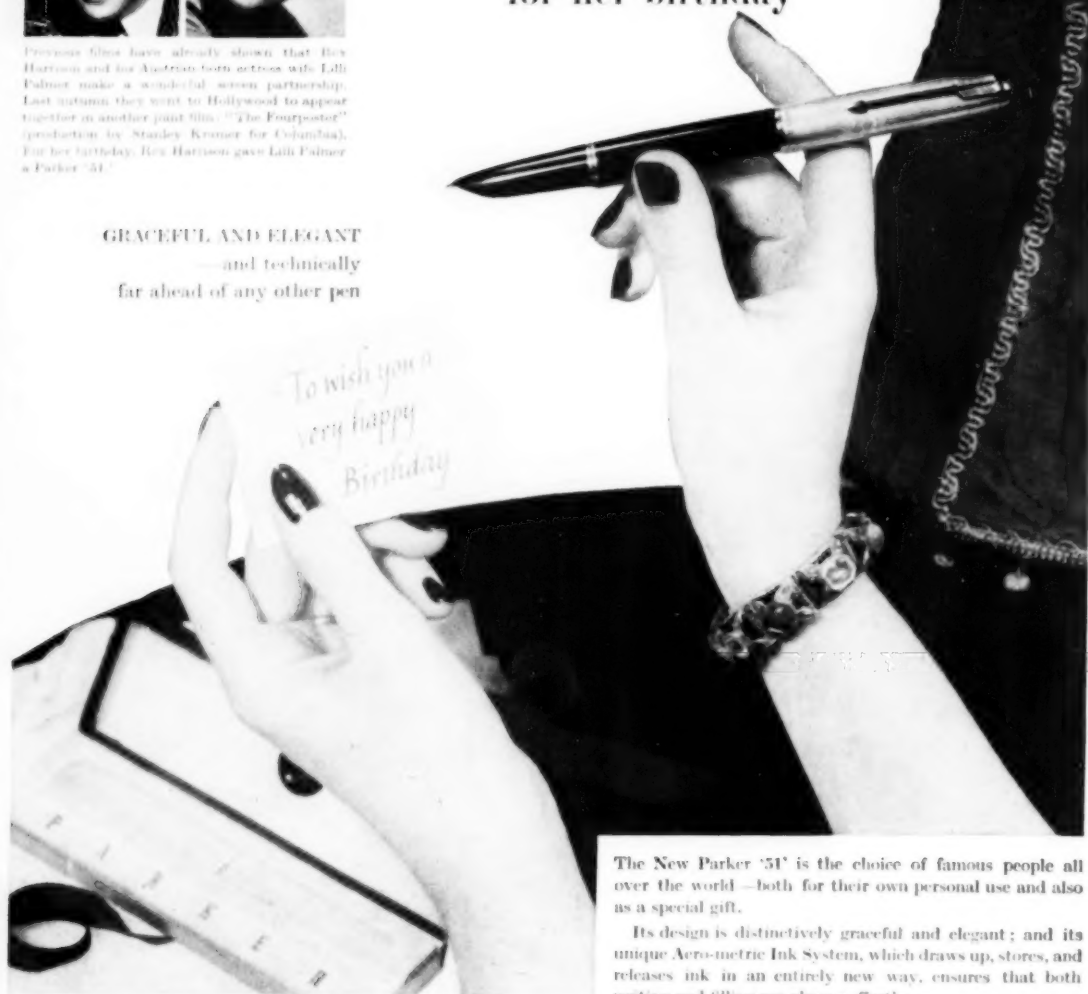 for her birthday
Previous films have already shown that Rex
Harrison and his Austrian-born actress wife Lilli
Palmer make a wonderful screen partnership.
Last autumn they went to Hollywood to appear
together in another joint film: "The Fourposter"
(production by Stanley Kramer for Columbia).
For her birthday, Rex Harrison gave Lilli Palmer
a Parker '51.'
GRACEFUL AND ELEGANT
—and technically
far ahead of any other pen
To wish you a
very happy
Birthday
PARKER
The New Parker '51' is the choice of famous people all
over the world—both for their own personal use and also
as a special gift.
Its design is distinctively graceful and elegant; and its
unique Aero-metric Ink System, which draws up, stores, and
releases ink in an entirely new way, ensures that both